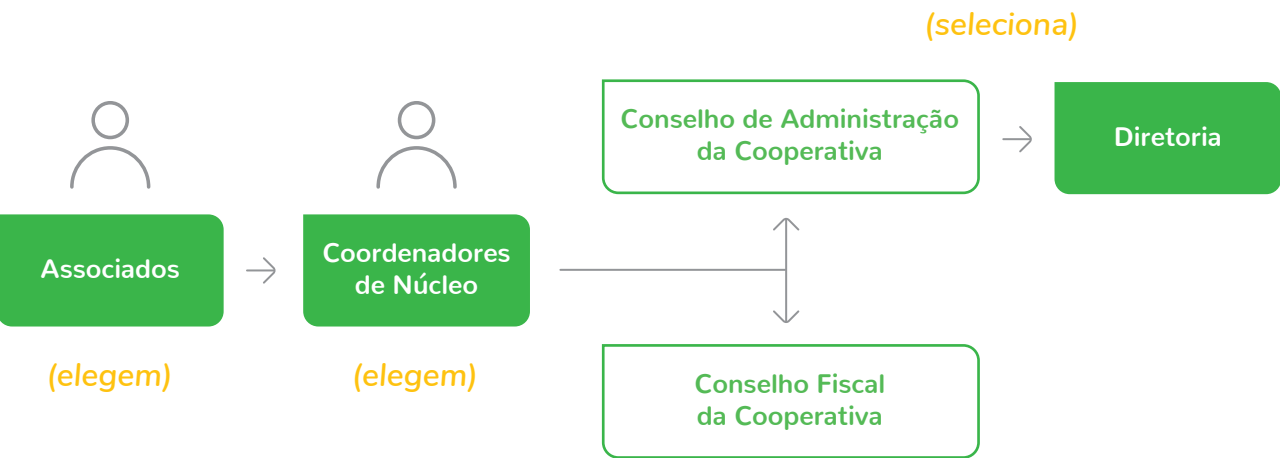 Associados
(elegem)
Coordenadores
de Núcleo
(elegem)
Conselho de Administração
da Cooperativa
(seleciona)
Diretoria
Conselho Fiscal
da Cooperativa